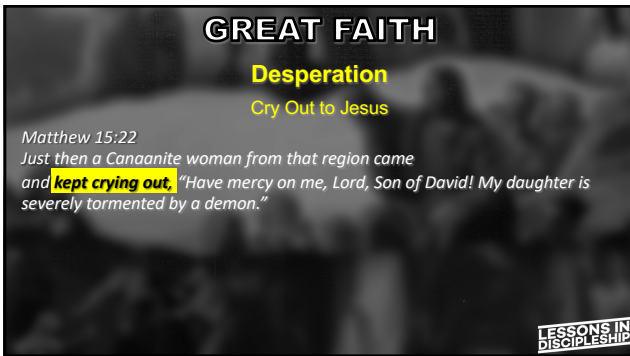 GREAT FAITH
Desperation
Cry Out to Jesus
Matthew 15:22
Just then a Canaanite woman from that region came
and kept crying out, “Have mercy on me, Lord, Son of David! My daughter is
severely tormented by a demon.”
LESSONS IN
DISCIPLESHIP